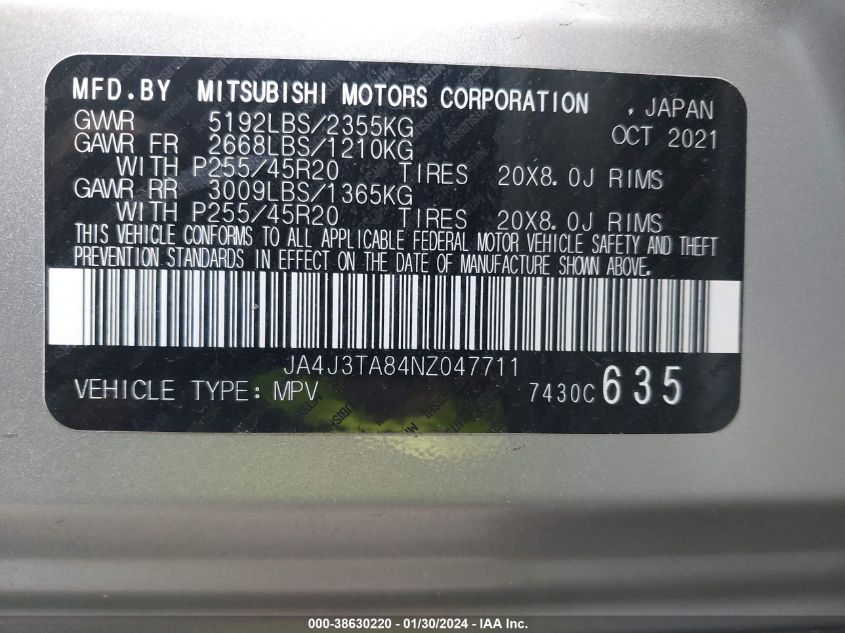 MFD.BY MITSUBISHI MOTORS CORPORATION , JAPAN
GVWR 5192LBS/2355KG OCT 2021
GAWR FR 2668LBS/1210KG
WITH P255/45R20 TIRES 20X8.0J RIMS
GAWR RR 3009LBS/1365KG
WITH P255/45R20 TIRES 20X8.0J RIMS
THIS VEHICLE CONFORMS TO ALL APPLICABLE FEDERAL MOTOR VEHICLE SAFETY AND THEFT
PREVENTION STANDARDS IN EFFECT ON THE DATE OF MANUFACTURE SHOWN ABOVE.
JA4J3TA84NZ047711
VEHICLE TYPE: MPV 7430C 635
000-38630220 - 01/30/2024 - IAA Inc.